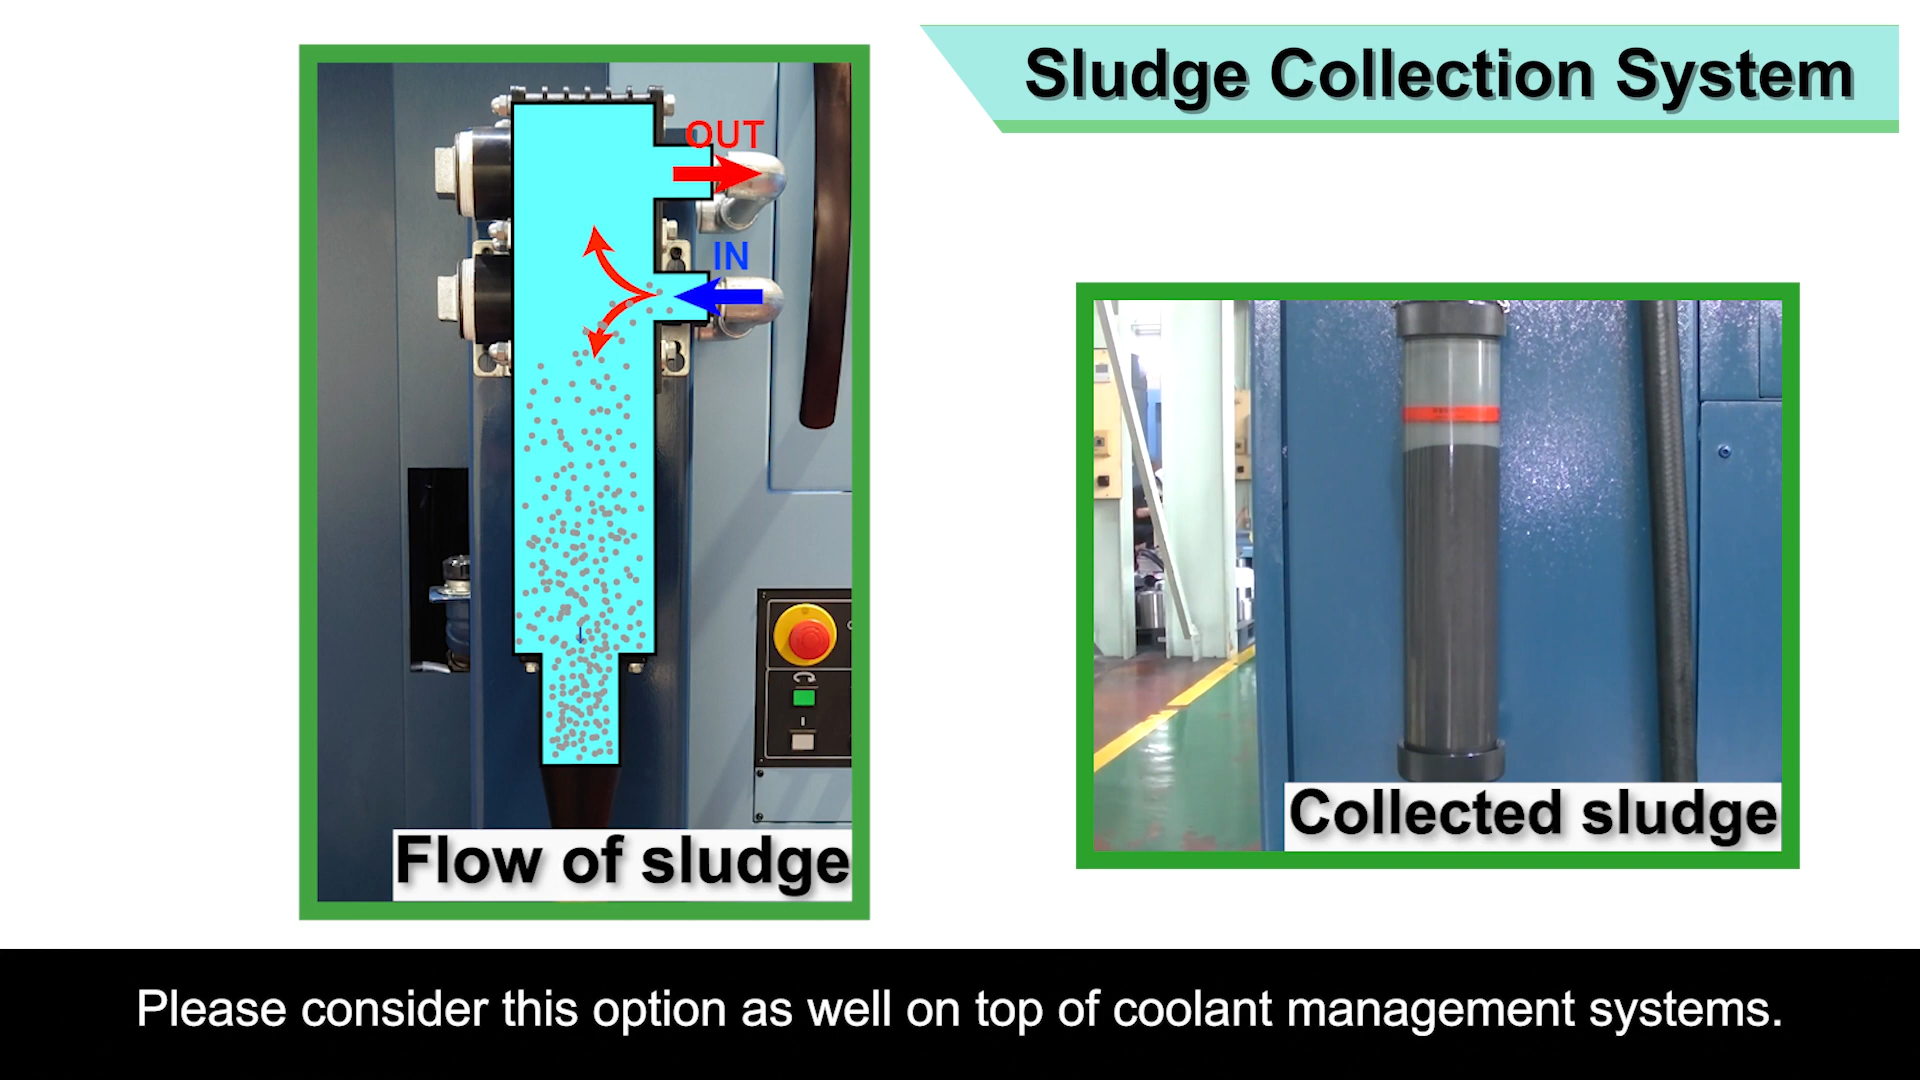 Sludge Collection System
OUT
IN
Flow of sludge
Collected sludge
Please consider this option as well on top of coolant management systems.